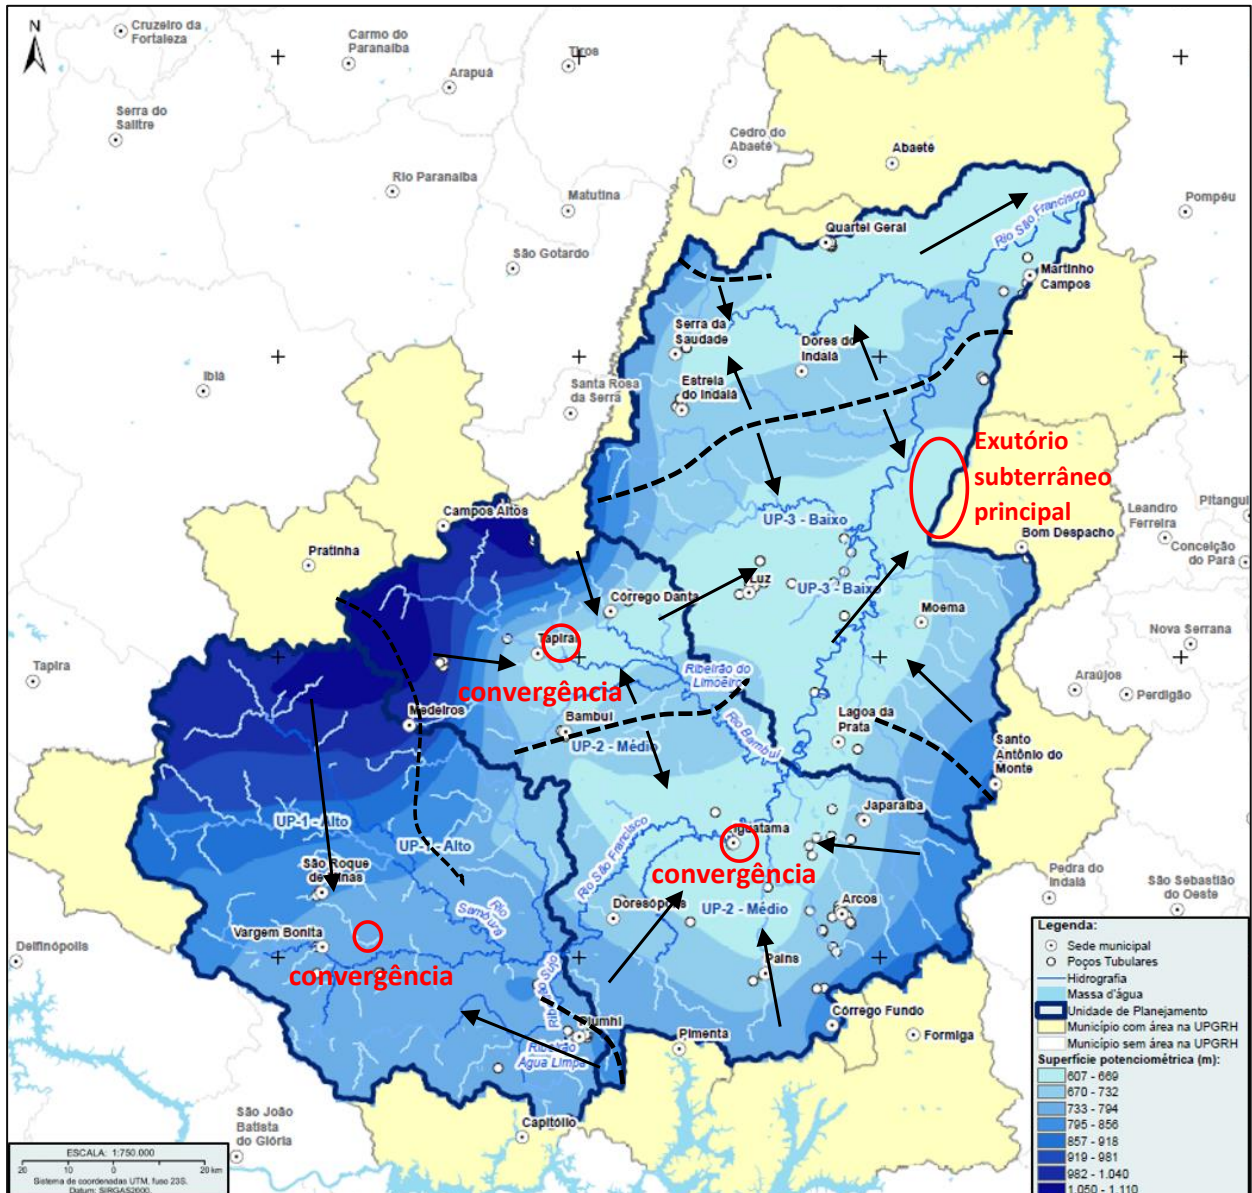 N
Cruzeiro da
Fortaleza
Carmo do
Paranaíba
Tiros
Arapuá
Serra do
Salitre
Cedro do
Abaeté
Abaeté
Rio Paranaíba
Matutina
Pompéu
Quartel Geral
Rio São Francisco
São Gotardo
Martinho
Campos
Serra da
Saudade
Dores do
Indaiá
Ibiá
Santa Rosa
da Serra
Estrela
do Indaiá
Exutório
subterrâneo
principal
Leandro
Ferreira
Pitangui
Campos Altos
UP-3 - Baixo
Bom Despacho
Conceição
do Pará
Pratinha
Luz
UP-3 - Baixo
Córrego Danta
Moema
Nova Serrana
Tapiraí
Tapira
Ribeirão do
Limoeiro
Araújos
Perdigão
convergência
Medeiros
Bambuí
Lagoa da
Prata
UP-2 - Médio
Rio Bambuí
Santo
Antônio do
Monte
Japaraíba
UP-1 - Alto
Iguatama
UP-1 - Alto
Rio São Francisco
convergência
Pedra do
Indaiá
São Sebastião
do Oeste
São Roque
de Minas
Rio
Samburá
Doresópolis
UP-2 - Médio
Arcos
Vargem Bonita
Delfinópolis
convergência
Pains
Ribeirão Sujo
Córrego Fundo
Formiga
Piumhi
Pimenta
Ribeirão
Água Limpa
Capitólio
São João
Batista
do Glória
ESCALA: 1:750.000
20 10 0 20 km
Sistema de coordenadas UTM, fuso 23S.
Datum: SIRGAS2000.
Legenda:
Sede municipal
Poços Tubulares
Hidrografia
Massa d'água
Unidade de Planejamento
Município com área na UPGRH
Município sem área na UPGRH
Superfície potenciométrica (m):
607 - 669
670 - 732
733 - 794
795 - 856
857 - 918
919 - 981
982 - 1.040
1.050 - 1.110